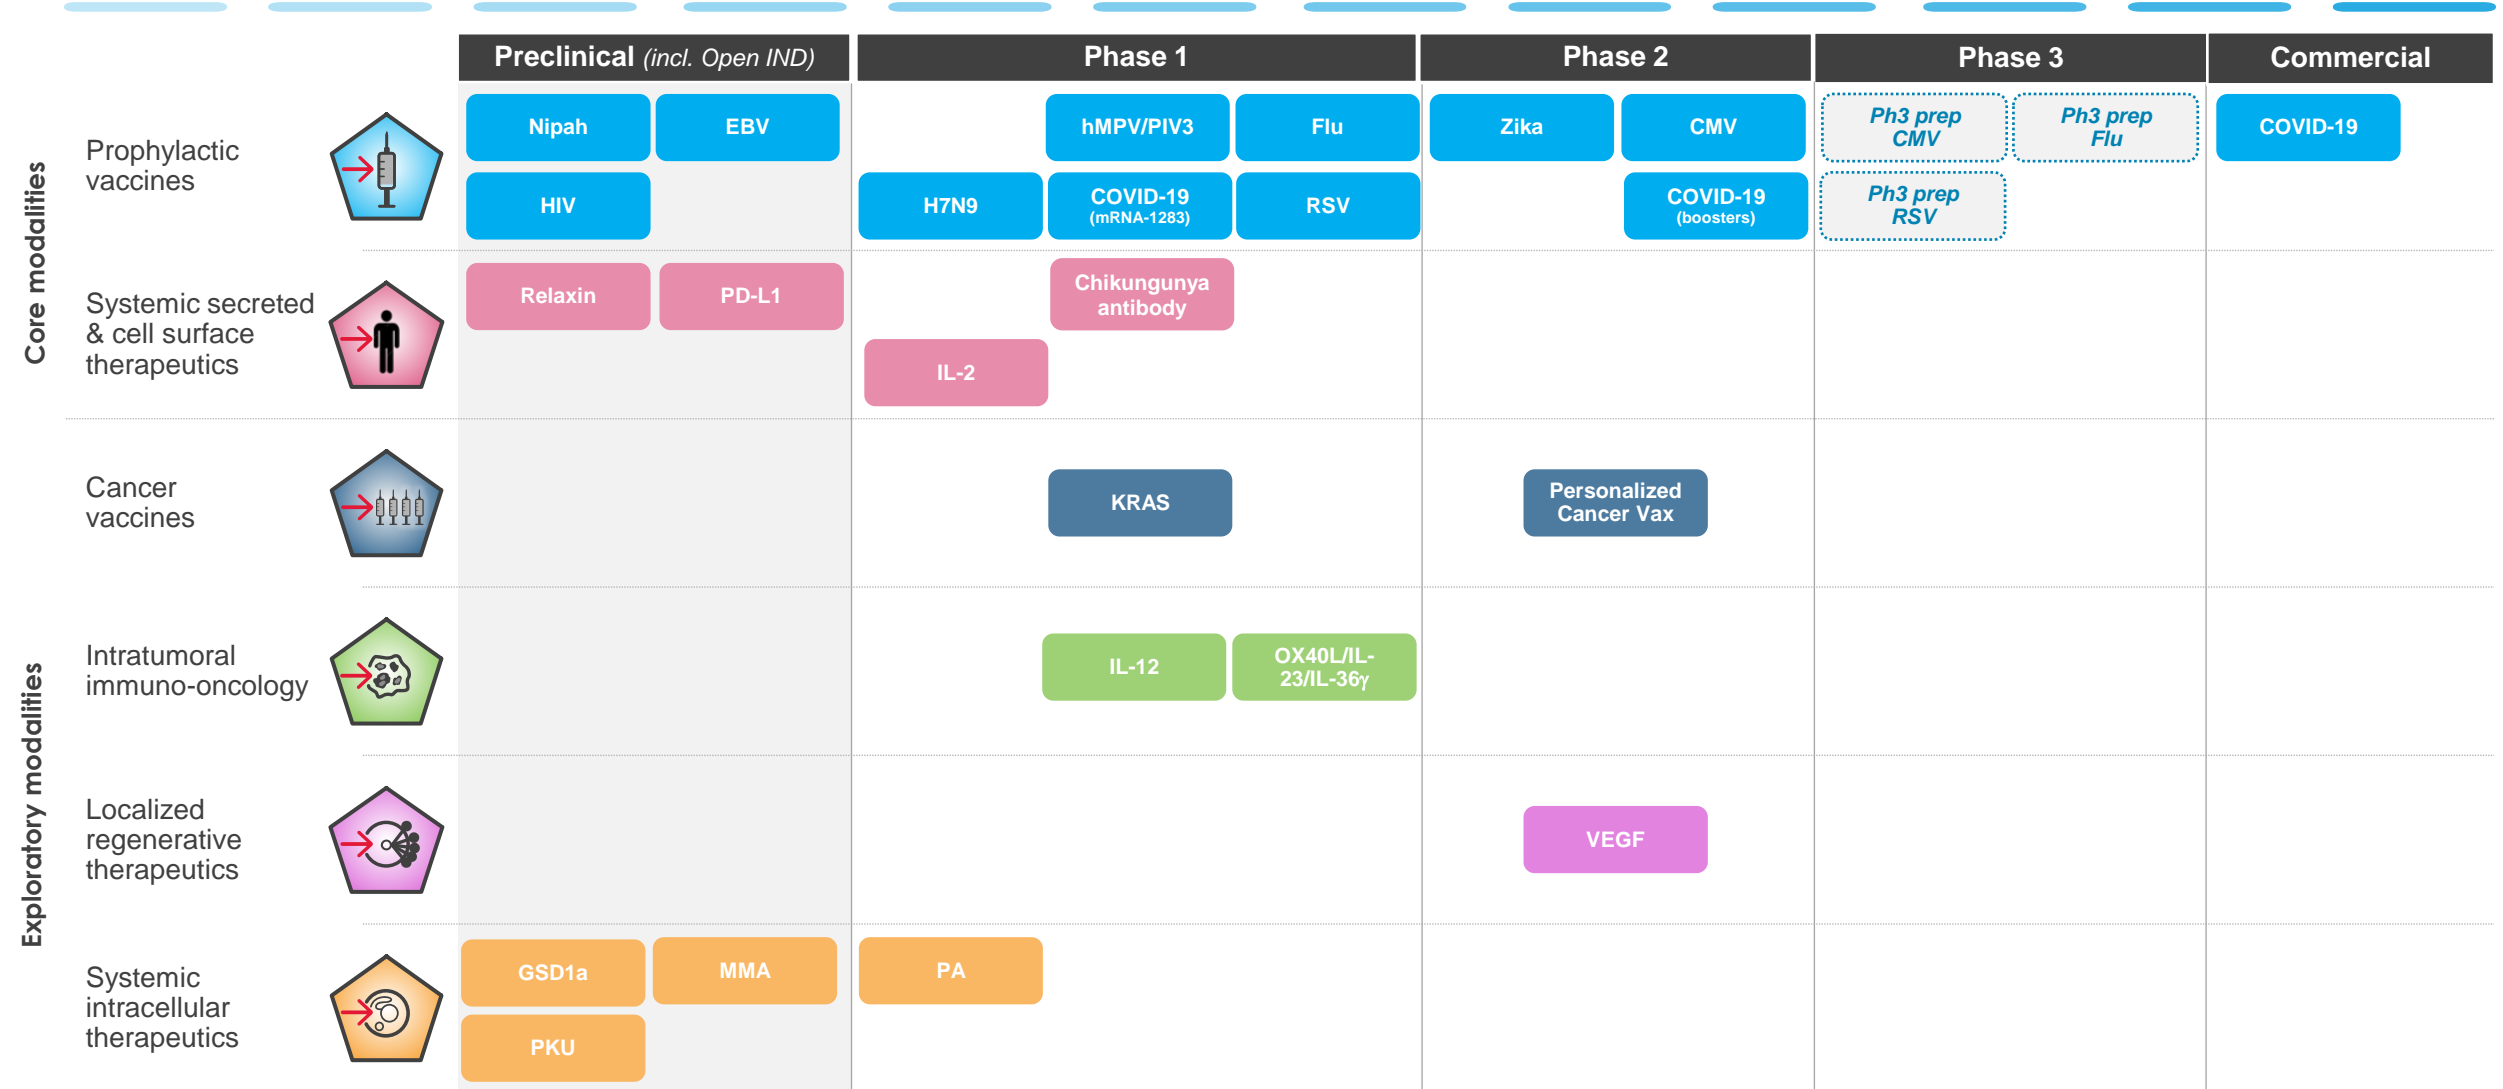 Preclinical (incl. Open IND)
Phase 1
Phase 2
Phase 3
Commercial
Core modalities
Prophylactic
vaccines
Nipah
EBV
hMPV/PIV3
Flu
Zika
CMV
Ph3 prep
CMV
Ph3 prep
Flu
COVID-19
HIV
H7N9
COVID-19
(mRNA-1283)
RSV
COVID-19
(boosters)
Ph3 prep
RSV
Systemic secreted
& cell surface
therapeutics
Relaxin
PD-L1
Chikungunya
antibody
IL-2
Exploratory modalities
Cancer
vaccines
KRAS
Personalized
Cancer Vax
Intratumoral
immuno-oncology
IL-12
OX40L/IL-
23/IL-36γ
Localized
regenerative
therapeutics
VEGF
Systemic
intracellular
therapeutics
GSD1a
MMA
PA
PKU